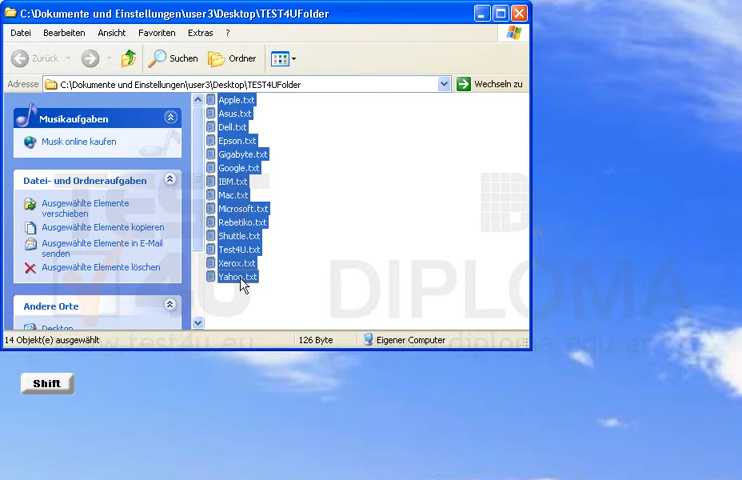 C:\Dokumente und Einstellungen\user3\Desktop\TEST4UFolder
Datei Bearbeiten Ansicht Favoriten Extras ?
Zurück Suchen Ordner
Adresse C:\Dokumente und Einstellungen\user3\Desktop\TEST4UFolder Wechseln zu
Musikaufgaben
Musik online kaufen
Datei- und Ordneraufgaben
Ausgewählte Elemente
verschieben
Ausgewählte Elemente kopieren
Ausgewählte Elemente in E-Mail
senden
Ausgewählte Elemente löschen
Andere Orte
Desktop
Apple.txt
Asus.txt
Dell.txt
Epson.txt
Gigabyte.txt
Google.txt
IBM.txt
Mac.txt
Microsoft.txt
Rebetiko.txt
Shuttle.txt
Test4U.txt
Xerox.txt
Yahoo.txt
14 Objekt(e) ausgewählt 126 Byte Eigener Computer
TEST
4U
www.test4u.eu
DIPLOMA
diploma.edu.gr
Shift